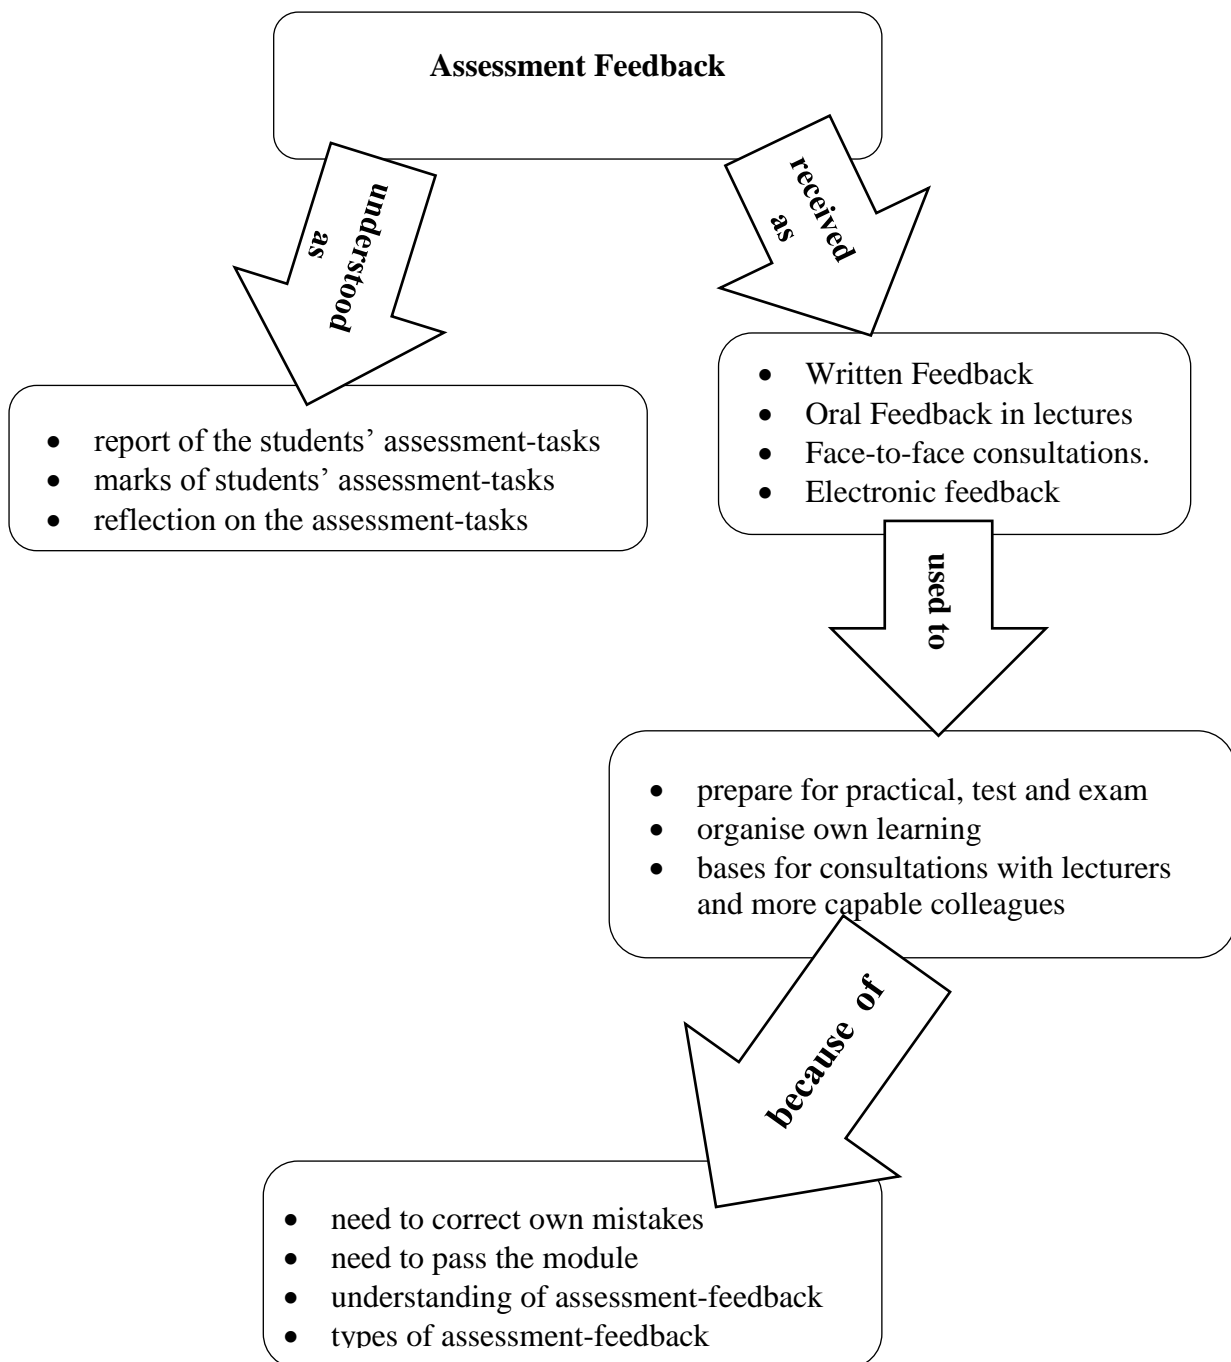 Assessment Feedback
understood
as
received
as
• report of the students’ assessment-tasks
• marks of students’ assessment-tasks
• reflection on the assessment-tasks
• Written Feedback
• Oral Feedback in lectures
• Face-to-face consultations.
• Electronic feedback
used to
• prepare for practical, test and exam
• organise own learning
• bases for consultations with lecturers
and more capable colleagues
because of
• need to correct own mistakes
• need to pass the module
• understanding of assessment-feedback
• types of assessment-feedback